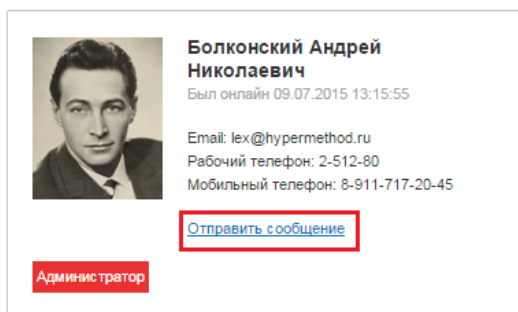 Болконский Андрей
Николаевич
Был онлайн 09.07.2015 13:15:55
Email: lex@hypermethod.ru
Рабочий телефон: 2-512-80
Мобильный телефон: 8-911-717-20-45
Отправить сообщение
Администратор